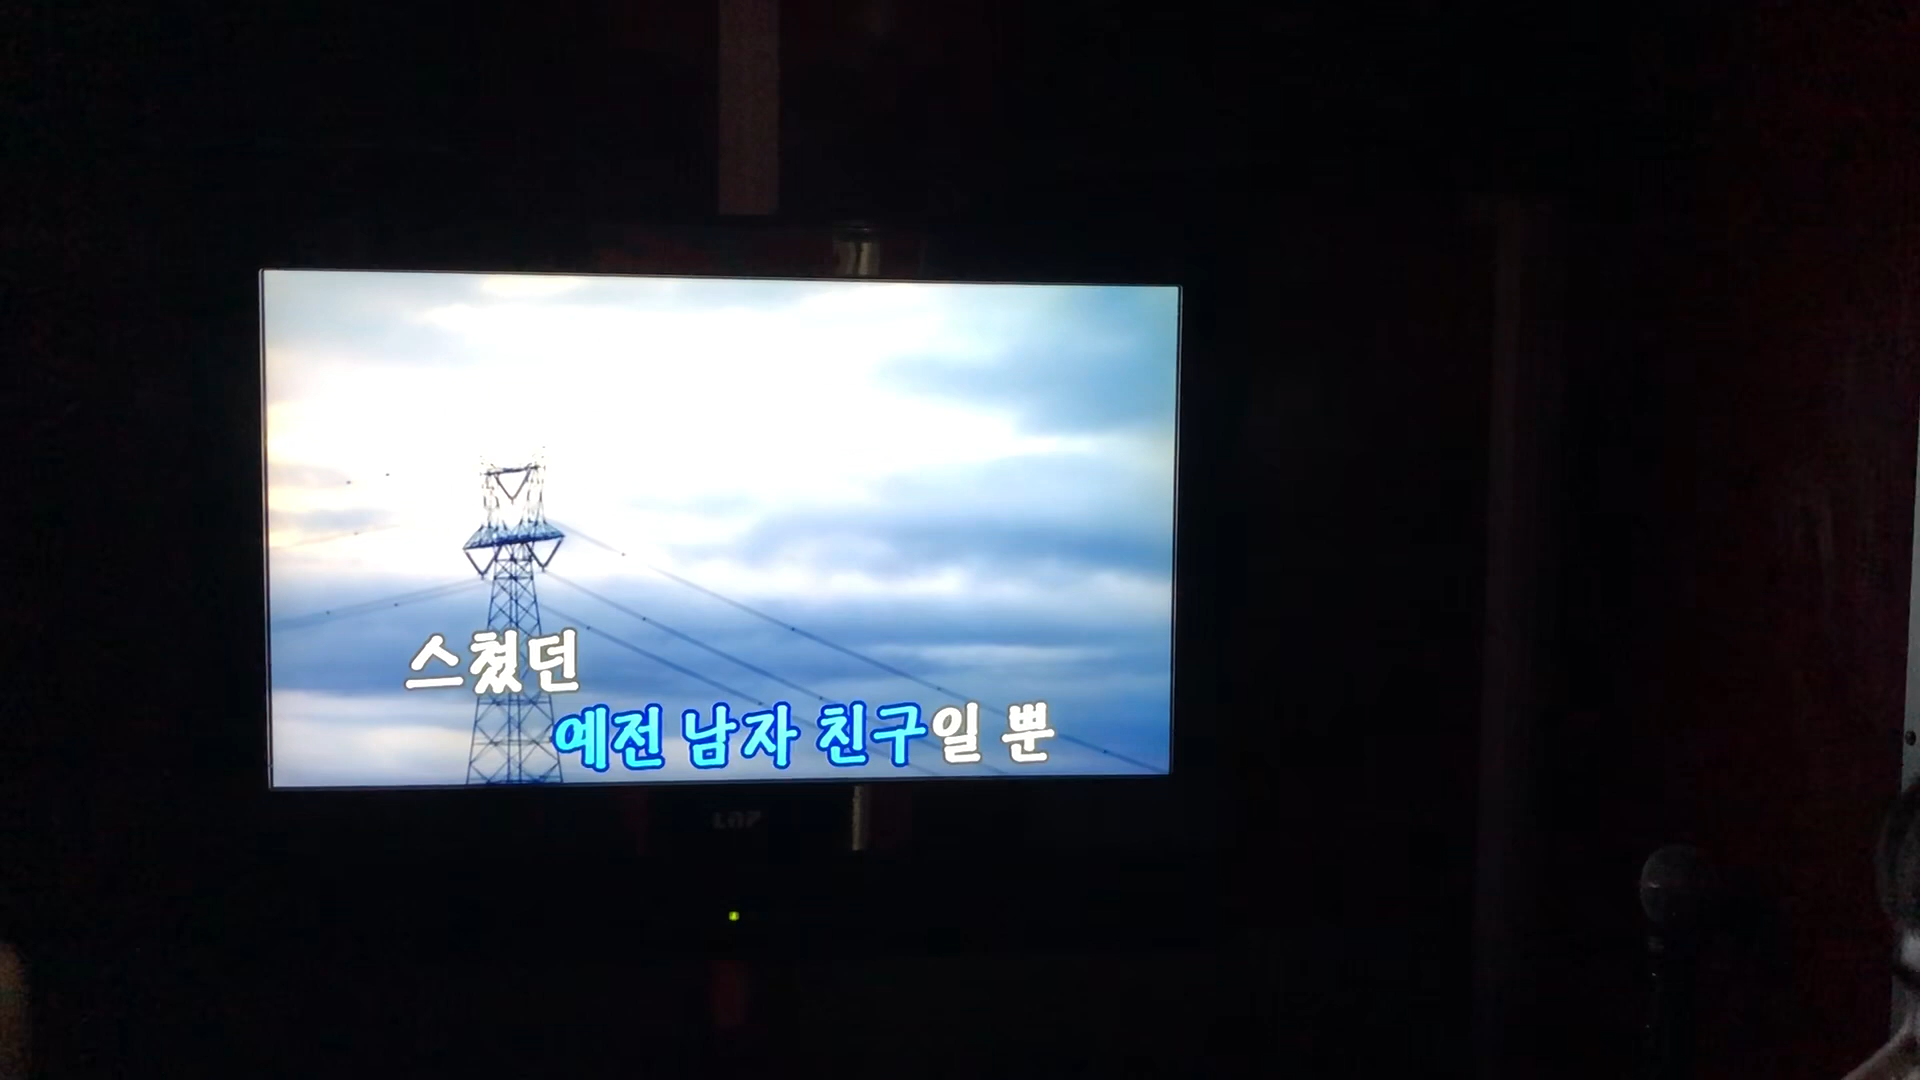 스쳤던
예전 남자 친구일 뿐